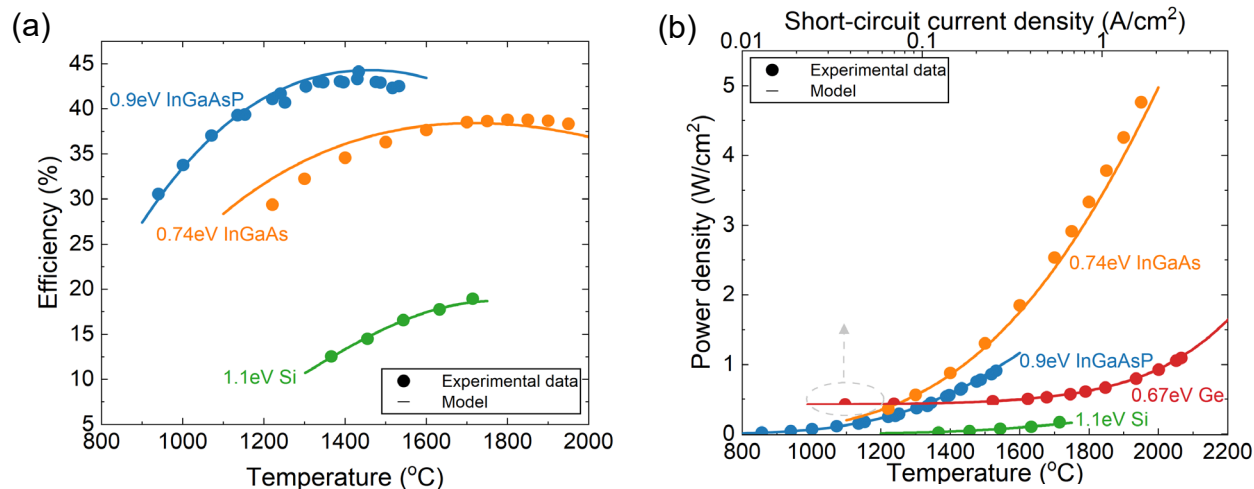 (a)
Efficiency (%)
45
40
35
30
25
20
15
10
5
0.9eV InGaAsP
0.74eV InGaAs
1.1eV Si
Experimental data
Model
800 1000 1200 1400 1600 1800 2000
Temperature (°C)
(b)
Short-circuit current density (A/cm²)
0.01 0.1 1
Experimental data
Model
Power density (W/cm²)
5
4
3
2
1
0
0.74eV InGaAs
0.9eV InGaAsP
0.67eV Ge
1.1eV Si
800 1000 1200 1400 1600 1800 2000 2200
Temperature (°C)